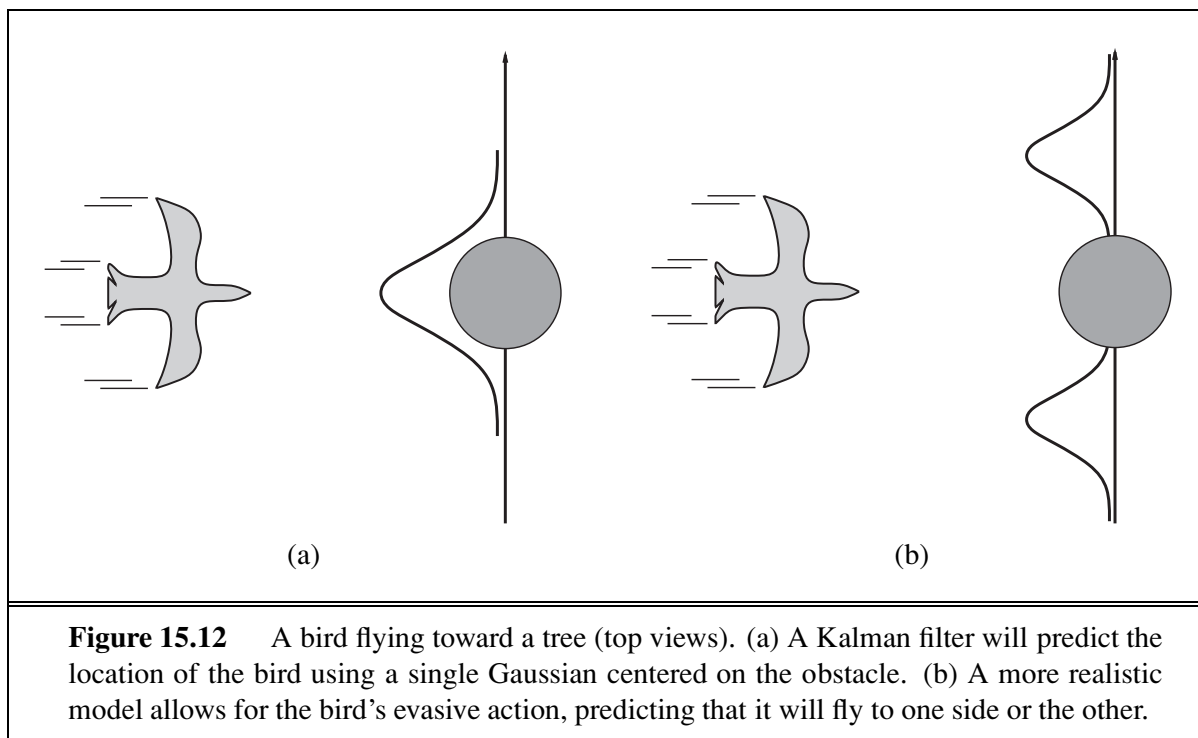 (a)
(b)
Figure 15.12 A bird flying toward a tree (top views). (a) A Kalman filter will predict the
location of the bird using a single Gaussian centered on the obstacle. (b) A more realistic
model allows for the bird’s evasive action, predicting that it will fly to one side or the other.